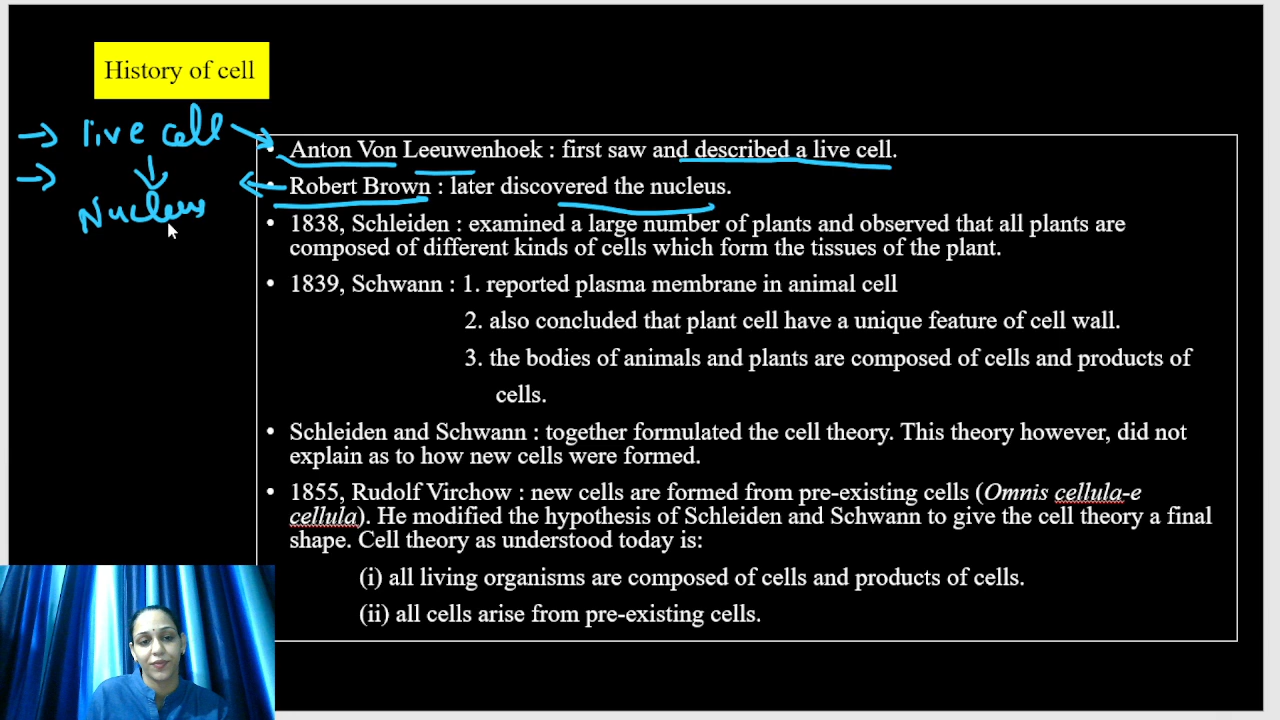 History of cell
→ live cell
→
Nucleus
• Anton Von Leeuwenhoek : first saw and described a live cell.
• Robert Brown : later discovered the nucleus.
• 1838, Schleiden : examined a large number of plants and observed that all plants are
composed of different kinds of cells which form the tissues of the plant.
• 1839, Schwann : 1. reported plasma membrane in animal cell
2. also concluded that plant cell have a unique feature of cell wall.
3. the bodies of animals and plants are composed of cells and products of
cells.
• Schleiden and Schwann : together formulated the cell theory. This theory however, did not
explain as to how new cells were formed.
• 1855, Rudolf Virchow : new cells are formed from pre-existing cells (Omnis cellula-e
cellula). He modified the hypothesis of Schleiden and Schwann to give the cell theory a final
shape. Cell theory as understood today is:
(i) all living organisms are composed of cells and products of cells.
(ii) all cells arise from pre-existing cells.